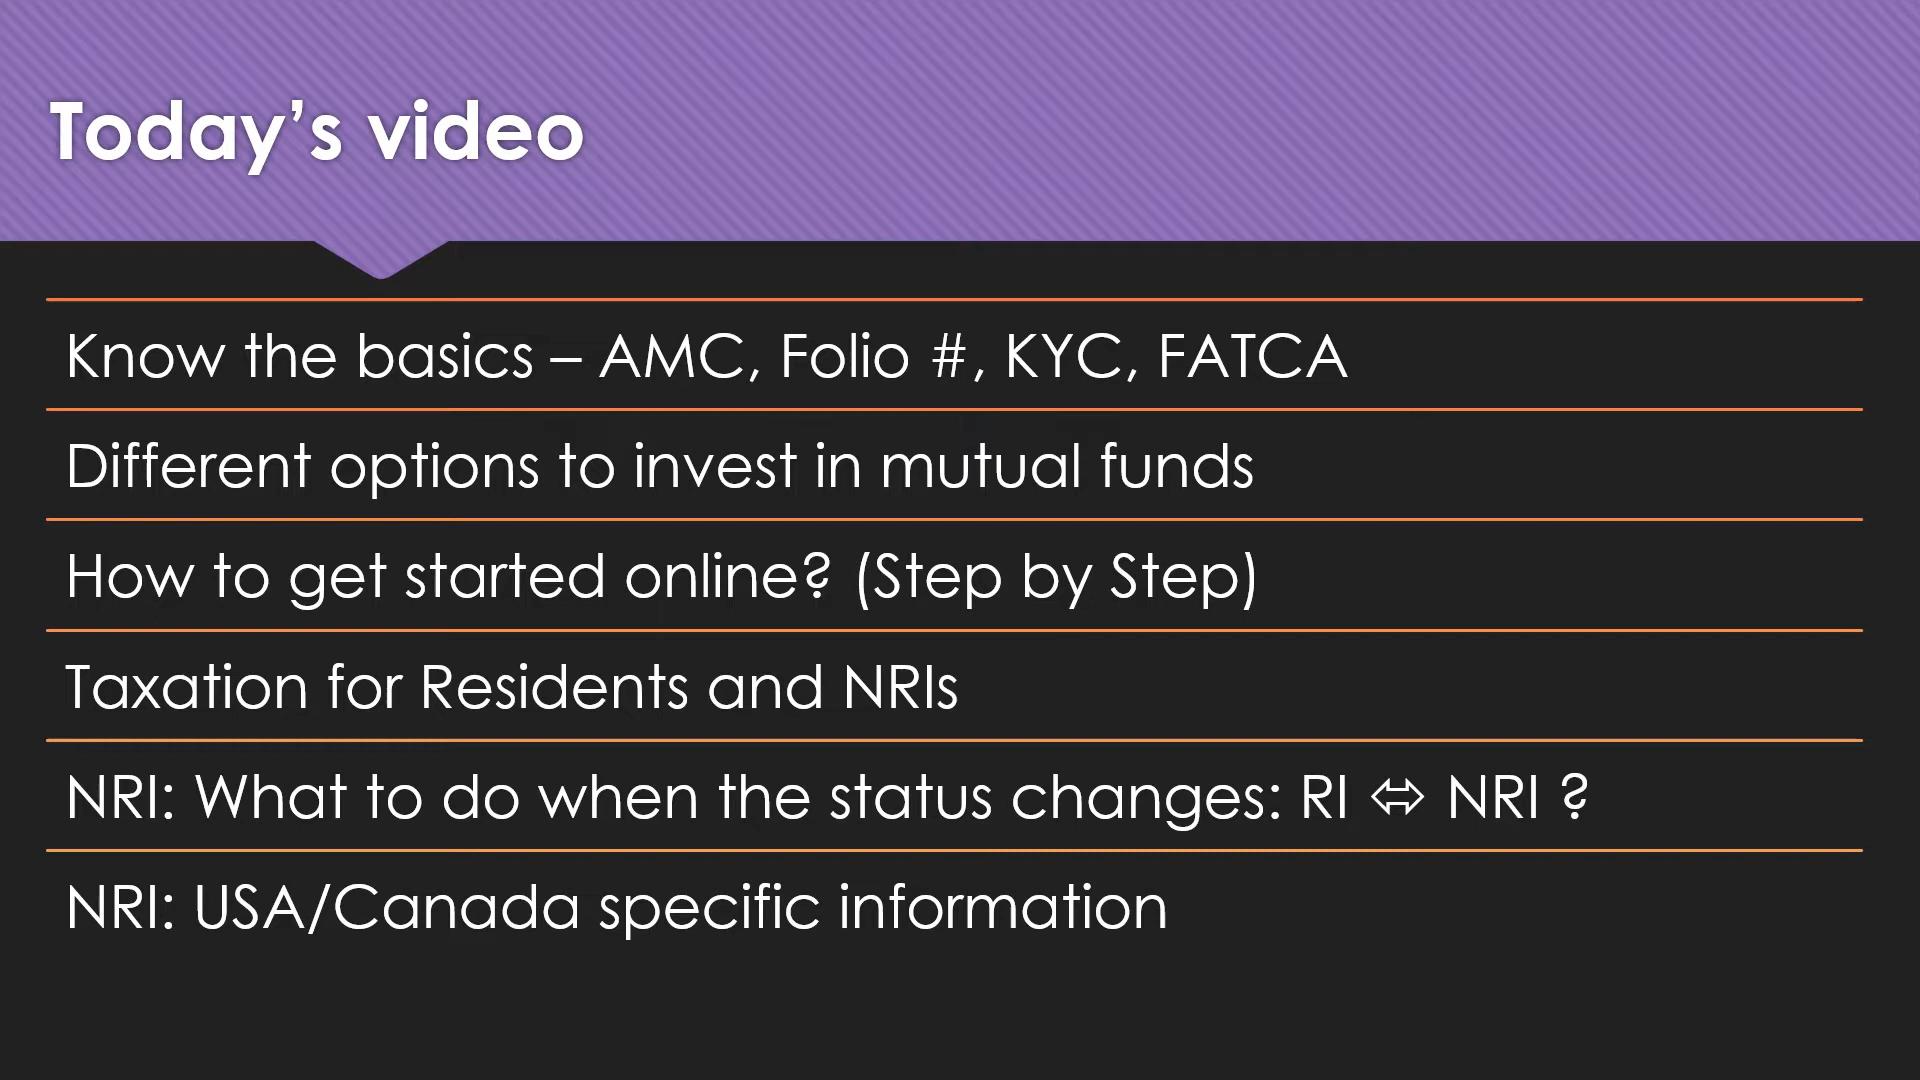 Today’s video
Know the basics – AMC, Folio #, KYC, FATCA
Different options to invest in mutual funds
How to get started online? (Step by Step)
Taxation for Residents and NRIs
NRI: What to do when the status changes: RI ⬄ NRI ?
NRI: USA/Canada specific information